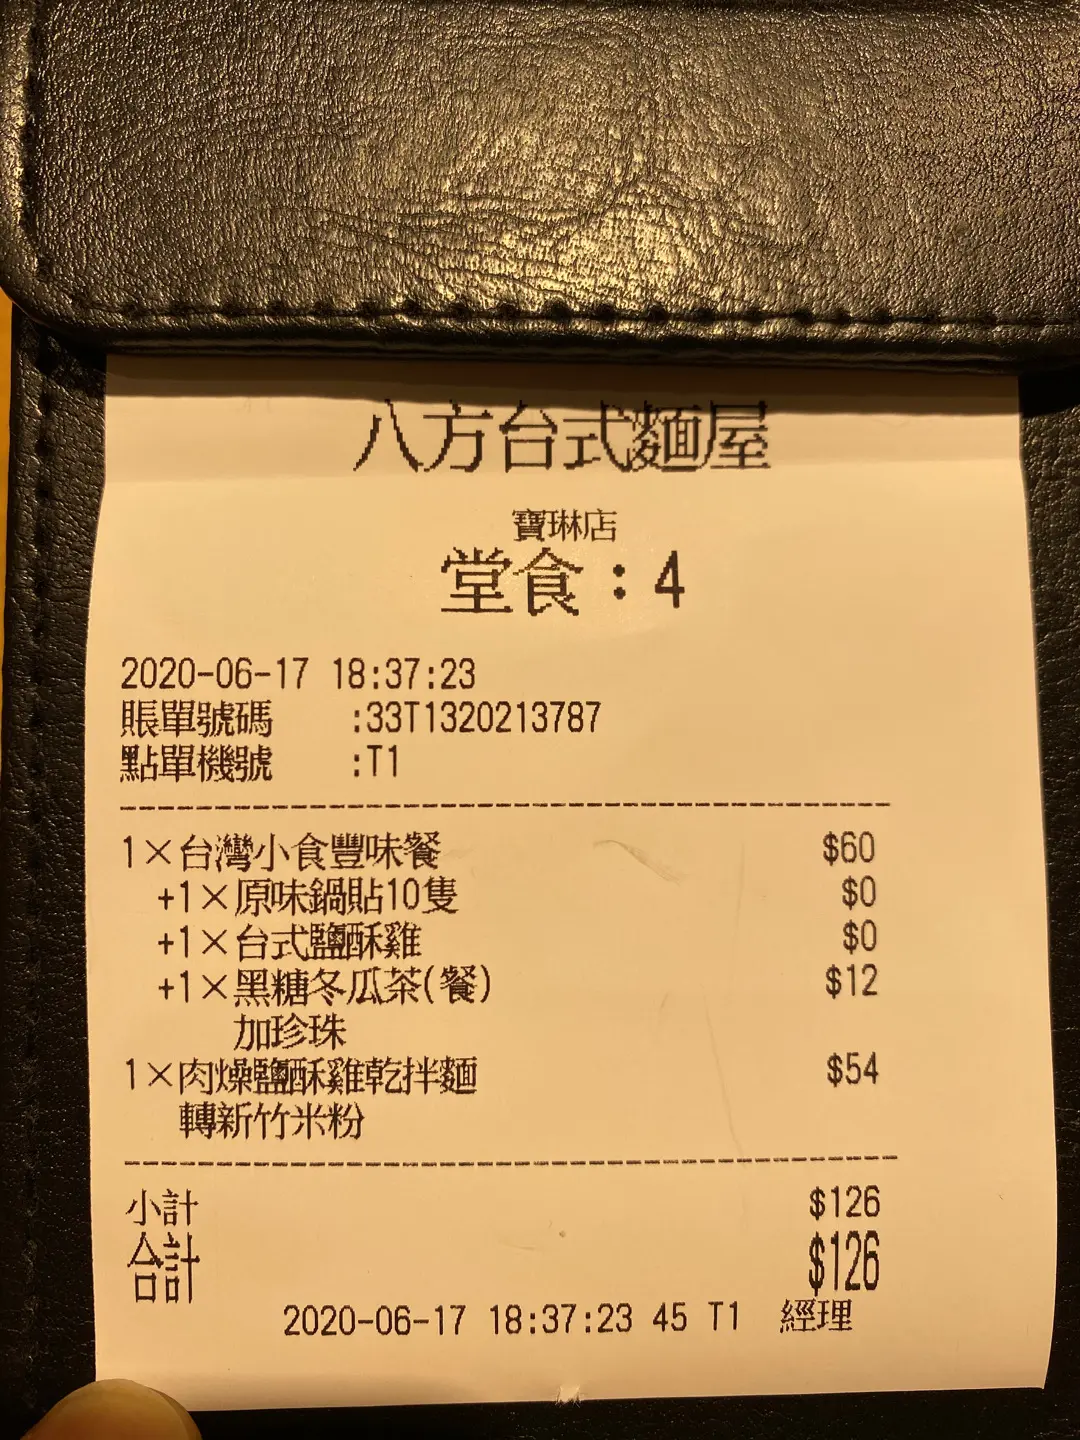 八方台式麵屋
寶琳店
堂食：4
2020-06-17 18:37:23
賬單號碼 :33T1320213787
點單機號 :T1
1×台灣小食豐味餐 $60
+1×原味鍋貼10隻 $0
+1×台式鹽酥雞 $0
+1×黑糖冬瓜茶(餐) $12
加珍珠
1×肉燥鹽酥雞乾拌麵 $54
轉新竹米粉
小計 $126
合計 $126
2020-06-17 18:37:23 45 T1 經理